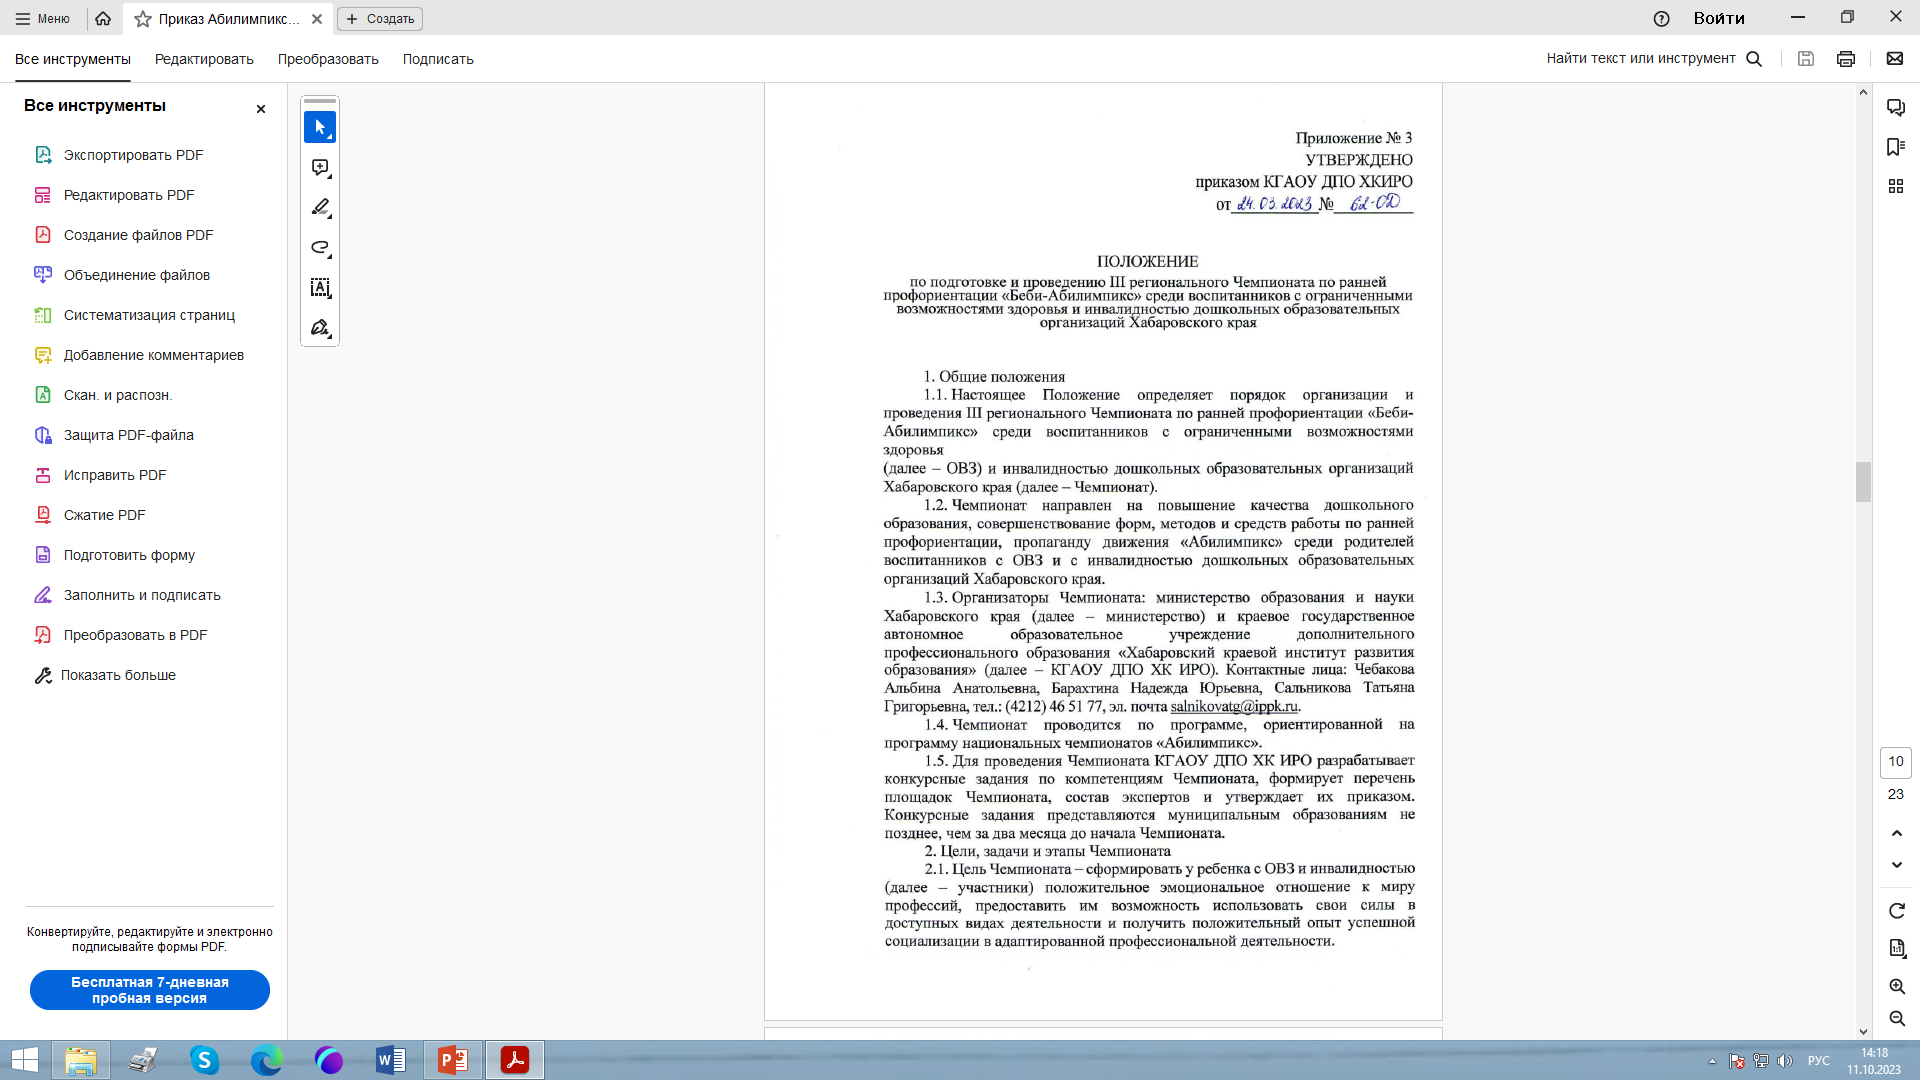 Меню
Приказ Абилимпикс...
Создать
Войти
Все инструменты
Редактировать
Преобразовать
Подписать
Найти текст или инструмент
Все инструменты
Экспортировать PDF
Редактировать PDF
Создание файлов PDF
Объединение файлов
Систематизация страниц
Добавление комментариев
Скан. и распозн.
Защита PDF-файла
Исправить PDF
Сжатие PDF
Подготовить форму
Заполнить и подписать
Преобразовать в PDF
Показать больше
Конвертируйте, редактируйте и электронно
подписывайте формы PDF.
Бесплатная 7-дневная
пробная версия
Приложение № 3
УТВЕРЖДЕНО
приказом КГАОУ ДПО ХКИРО
от 24.03.2023 № 62-ОД
ПОЛОЖЕНИЕ
по подготовке и проведению III регионального Чемпионата по ранней
профориентации «Беби-Абилимпикс» среди воспитанников с ограниченными
возможностями здоровья и инвалидностью дошкольных образовательных
организаций Хабаровского края
1. Общие положения
1.1. Настоящее Положение определяет порядок организации и
проведения III регионального Чемпионата по ранней профориентации «Беби-
Абилимпикс» среди воспитанников с ограниченными возможностями
здоровья
(далее – ОВЗ) и инвалидностью дошкольных образовательных организаций
Хабаровского края (далее – Чемпионат).
1.2. Чемпионат направлен на повышение качества дошкольного
образования, совершенствование форм, методов и средств работы по ранней
профориентации, пропаганду движения «Абилимпикс» среди родителей
воспитанников с ОВЗ и с инвалидностью дошкольных образовательных
организаций Хабаровского края.
1.3. Организаторы Чемпионата: министерство образования и науки
Хабаровского края (далее – министерство) и краевое государственное
автономное образовательное учреждение дополнительного
профессионального образования «Хабаровский краевой институт развития
образования» (далее – КГАОУ ДПО ХК ИРО). Контактные лица: Чебакова
Альбина Анатольевна, Барахтина Надежда Юрьевна, Сальникова Татьяна
Григорьевна, тел.: (4212) 46 51 77, эл. почта salnikovatg@ippk.ru.
1.4. Чемпионат проводится по программе, ориентированной на
программу национальных чемпионатов «Абилимпикс».
1.5. Для проведения Чемпионата КГАОУ ДПО ХК ИРО разрабатывает
конкурсные задания по компетенциям Чемпионата, формирует перечень
площадок Чемпионата, состав экспертов и утверждает их приказом.
Конкурсные задания представляются муниципальным образованиям не
позднее, чем за два месяца до начала Чемпионата.
2. Цели, задачи и этапы Чемпионата
2.1. Цель Чемпионата – сформировать у ребенка с ОВЗ и инвалидностью
(далее – участники) положительное эмоциональное отношение к миру
профессий, предоставить им возможность использовать свои силы в
доступных видах деятельности и получить положительный опыт успешной
социализации в адаптированной профессиональной деятельности.
10
23
РУС
14:18
11.10.2023